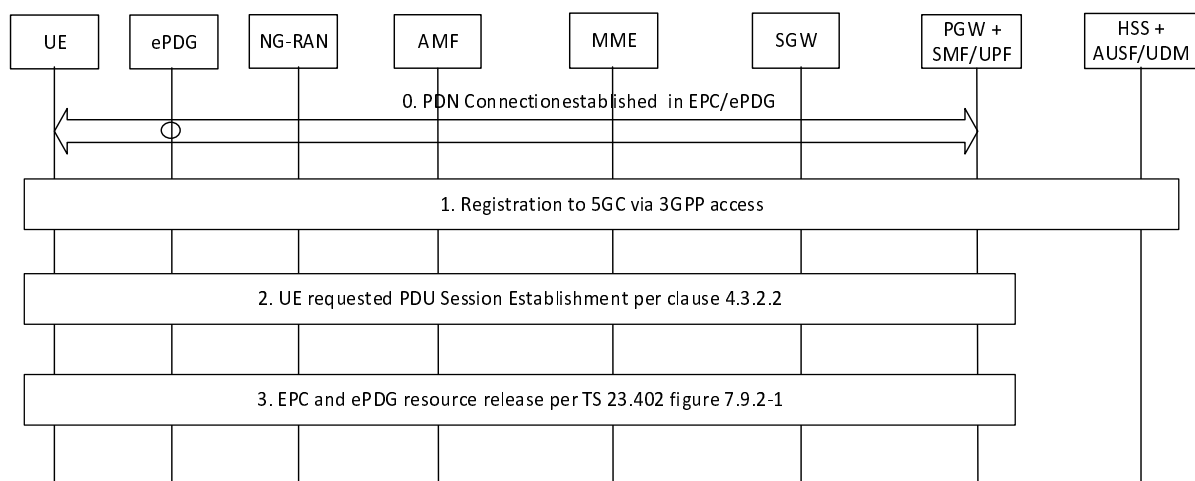 UE
ePDG
NG-RAN
AMF
MME
SGW
PGW +
SMF/UPF
HSS +
AUSF/UDM
0. PDN Connectionestablished in EPC/ePDG
1. Registration to 5GC via 3GPP access
2. UE requested PDU Session Establishment per clause 4.3.2.2
3. EPC and ePDG resource release per TS 23.402 figure 7.9.2-1